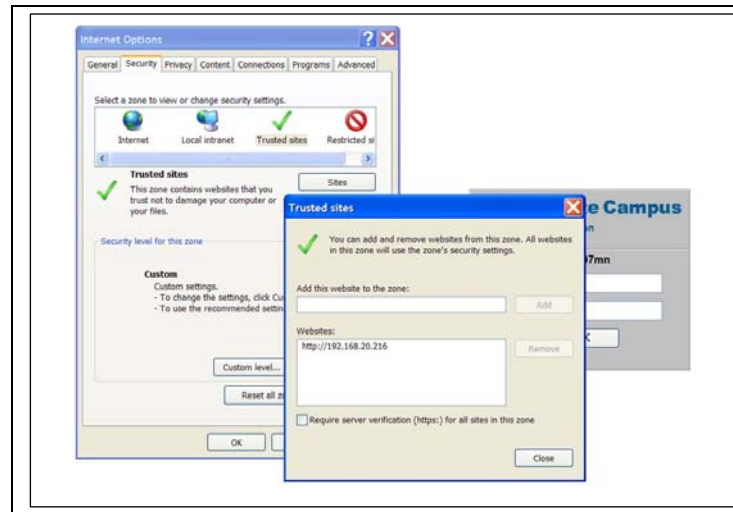 Internet Options
General Security Privacy Content Connections Programs Advanced
Select a zone to view or change security settings.
Internet Local intranet Trusted sites Restricted si
Trusted sites
This zone contains websites that you
trust not to damage your computer or
your files.
Sites
Security level for this zone
Custom
Custom settings.
- To change the settings, click Cu
- To use the recommended settin
Custom level...
Reset all z
OK
Trusted sites
You can add and remove websites from this zone. All websites
in this zone will use the zone's security settings.
Add this website to the zone:
Add
Websites:
http://192.168.20.216
Remove
Require server verification (https:) for all sites in this zone
Close
e Campus
on
07mn
K